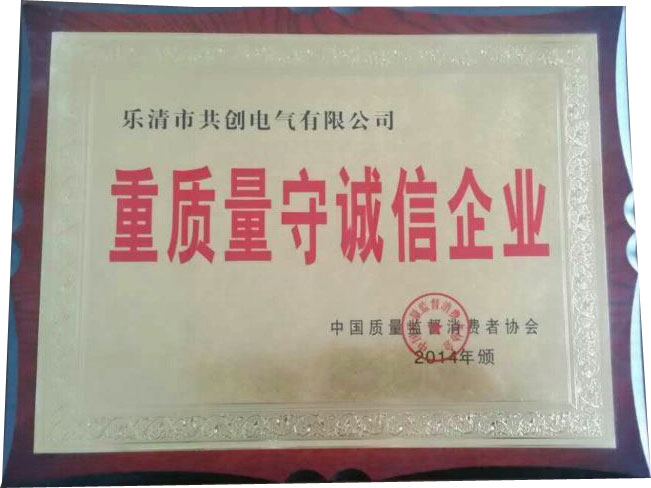 乐清市共创电气有限公司
重质量守诚信企业
中国质量监督消费者协会
2014年颁